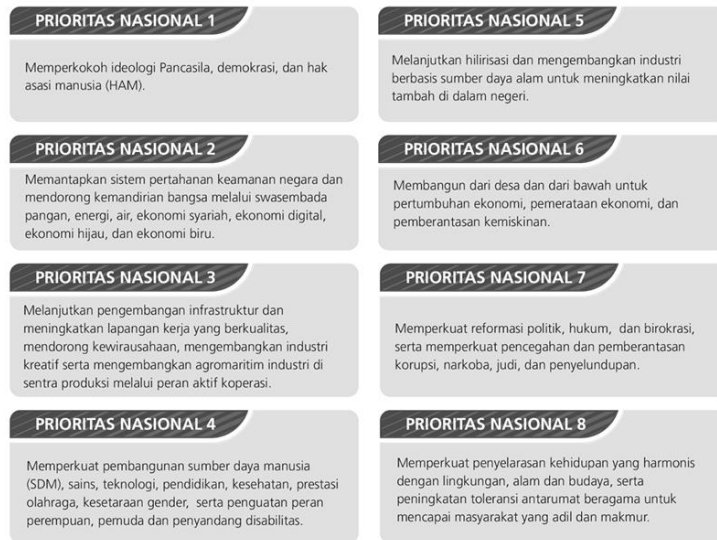 PRIORITAS NASIONAL 1
Memperkokoh ideologi Pancasila, demokrasi, dan hak
asasi manusia (HAM).
PRIORITAS NASIONAL 2
Memantapkan sistem pertahanan keamanan negara dan
mendorong kemandirian bangsa melalui swasembada
pangan, energi, air, ekonomi syariah, ekonomi digital,
ekonomi hijau, dan ekonomi biru.
PRIORITAS NASIONAL 3
Melanjutkan pengembangan infrastruktur dan
meningkatkan lapangan kerja yang berkualitas,
mendorong kewirausahaan, mengembangkan industri
kreatif serta mengembangkan agromaritim industri di
sentra produksi melalui peran aktif koperasi.
PRIORITAS NASIONAL 4
Memperkuat pembangunan sumber daya manusia
(SDM), sains, teknologi, pendidikan, kesehatan, prestasi
olahraga, kesetaraan gender, serta penguatan peran
perempuan, pemuda dan penyandang disabilitas.
PRIORITAS NASIONAL 5
Melanjutkan hilirisasi dan mengembangkan industri
berbasis sumber daya alam untuk meningkatkan nilai
tambah di dalam negeri.
PRIORITAS NASIONAL 6
Membangun dari desa dan dari bawah untuk
pertumbuhan ekonomi, pemerataan ekonomi, dan
pemberantasan kemiskinan.
PRIORITAS NASIONAL 7
Memperkuat reformasi politik, hukum, dan birokrasi,
serta memperkuat pencegahan dan pemberantasan
korupsi, narkoba, judi, dan penyelundupan.
PRIORITAS NASIONAL 8
Memperkuat penyelarasan kehidupan yang harmonis
dengan lingkungan, alam dan budaya, serta
peningkatan toleransi antarumat beragama untuk
mencapai masyarakat yang adil dan makmur.